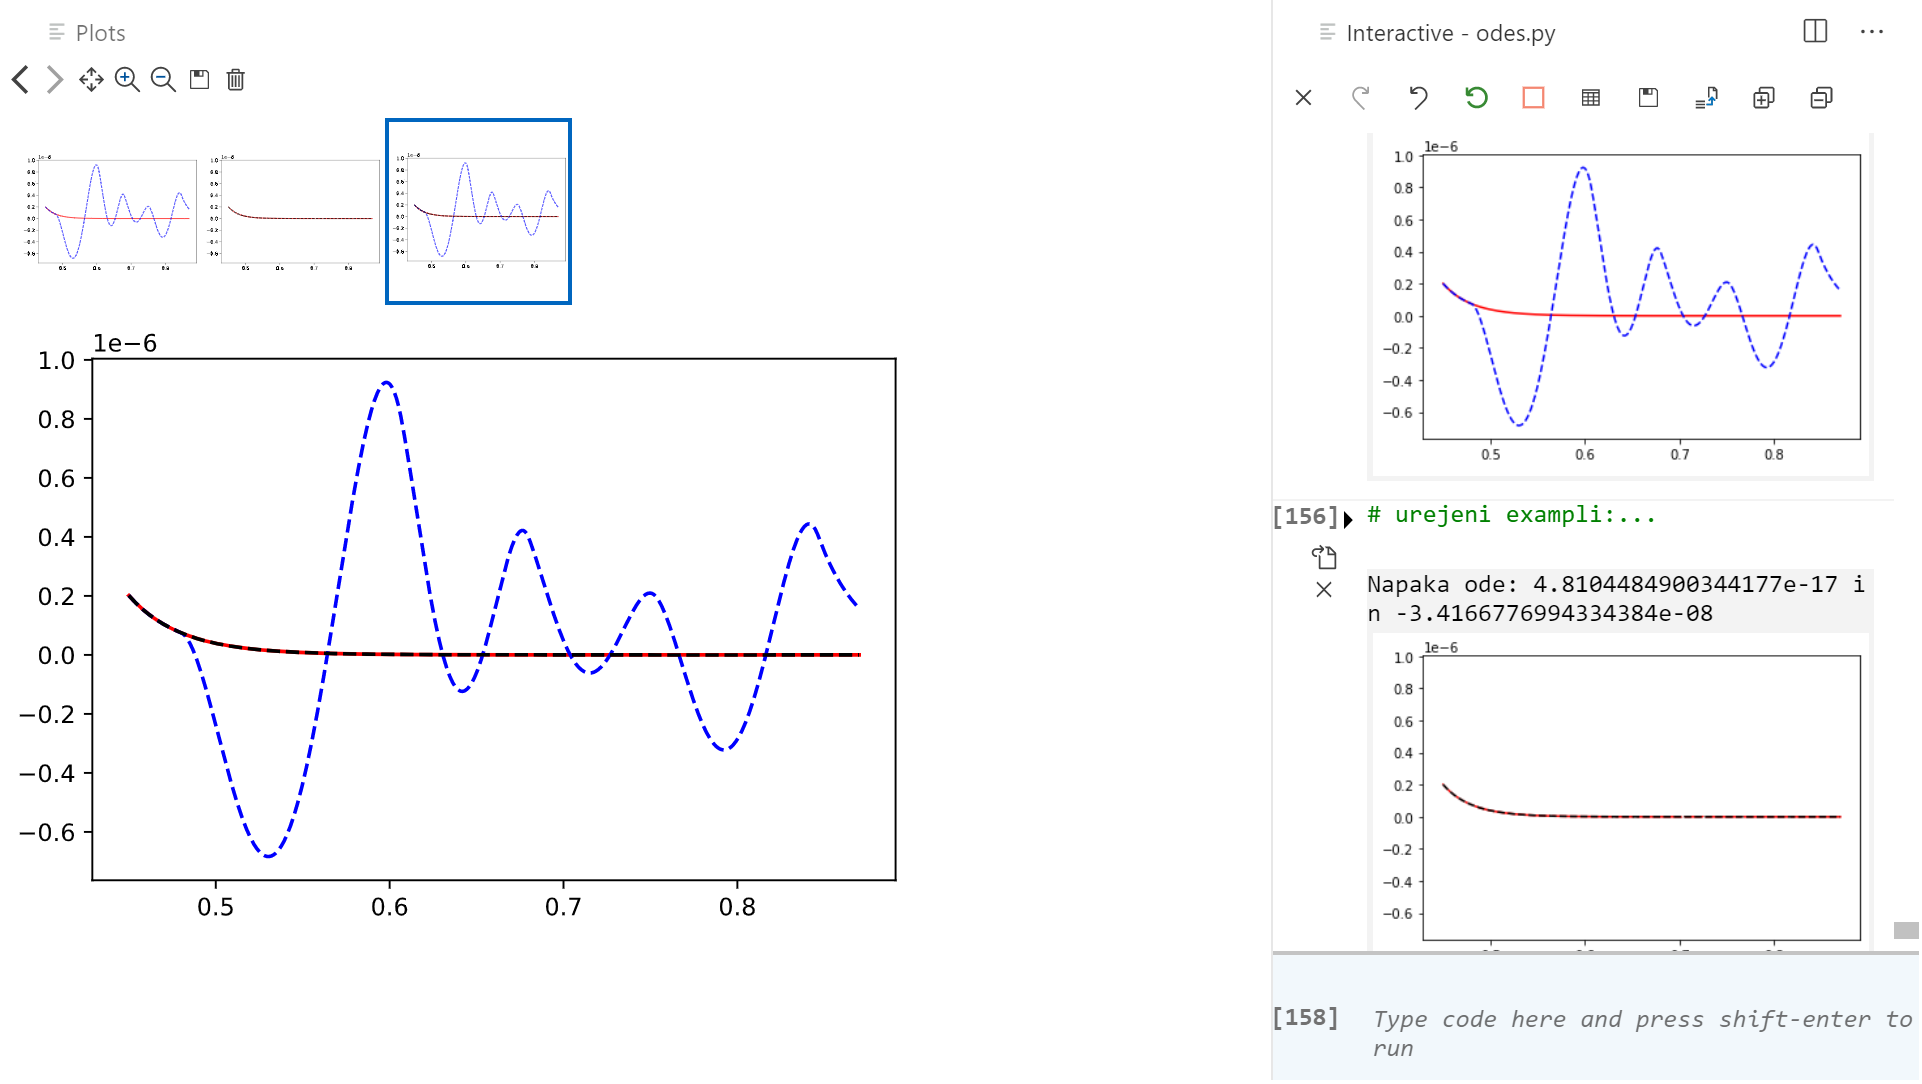 Plots
1e−6
1.0
0.8
0.6
0.4
0.2
0.0
−0.2
−0.4
−0.6
0.5 0.6 0.7 0.8
Interactive - odes.py
1e−6
1.0
0.8
0.6
0.4
0.2
0.0
−0.2
−0.4
−0.6
0.5 0.6 0.7 0.8
[156] # urejeni exampli:...
Napaka ode: 4.8104484900344177e-17 i
n -3.4166776994334384e-08
1e−6
1.0
0.8
0.6
0.4
0.2
0.0
−0.2
−0.4
−0.6
[158] Type code here and press shift-enter to
run